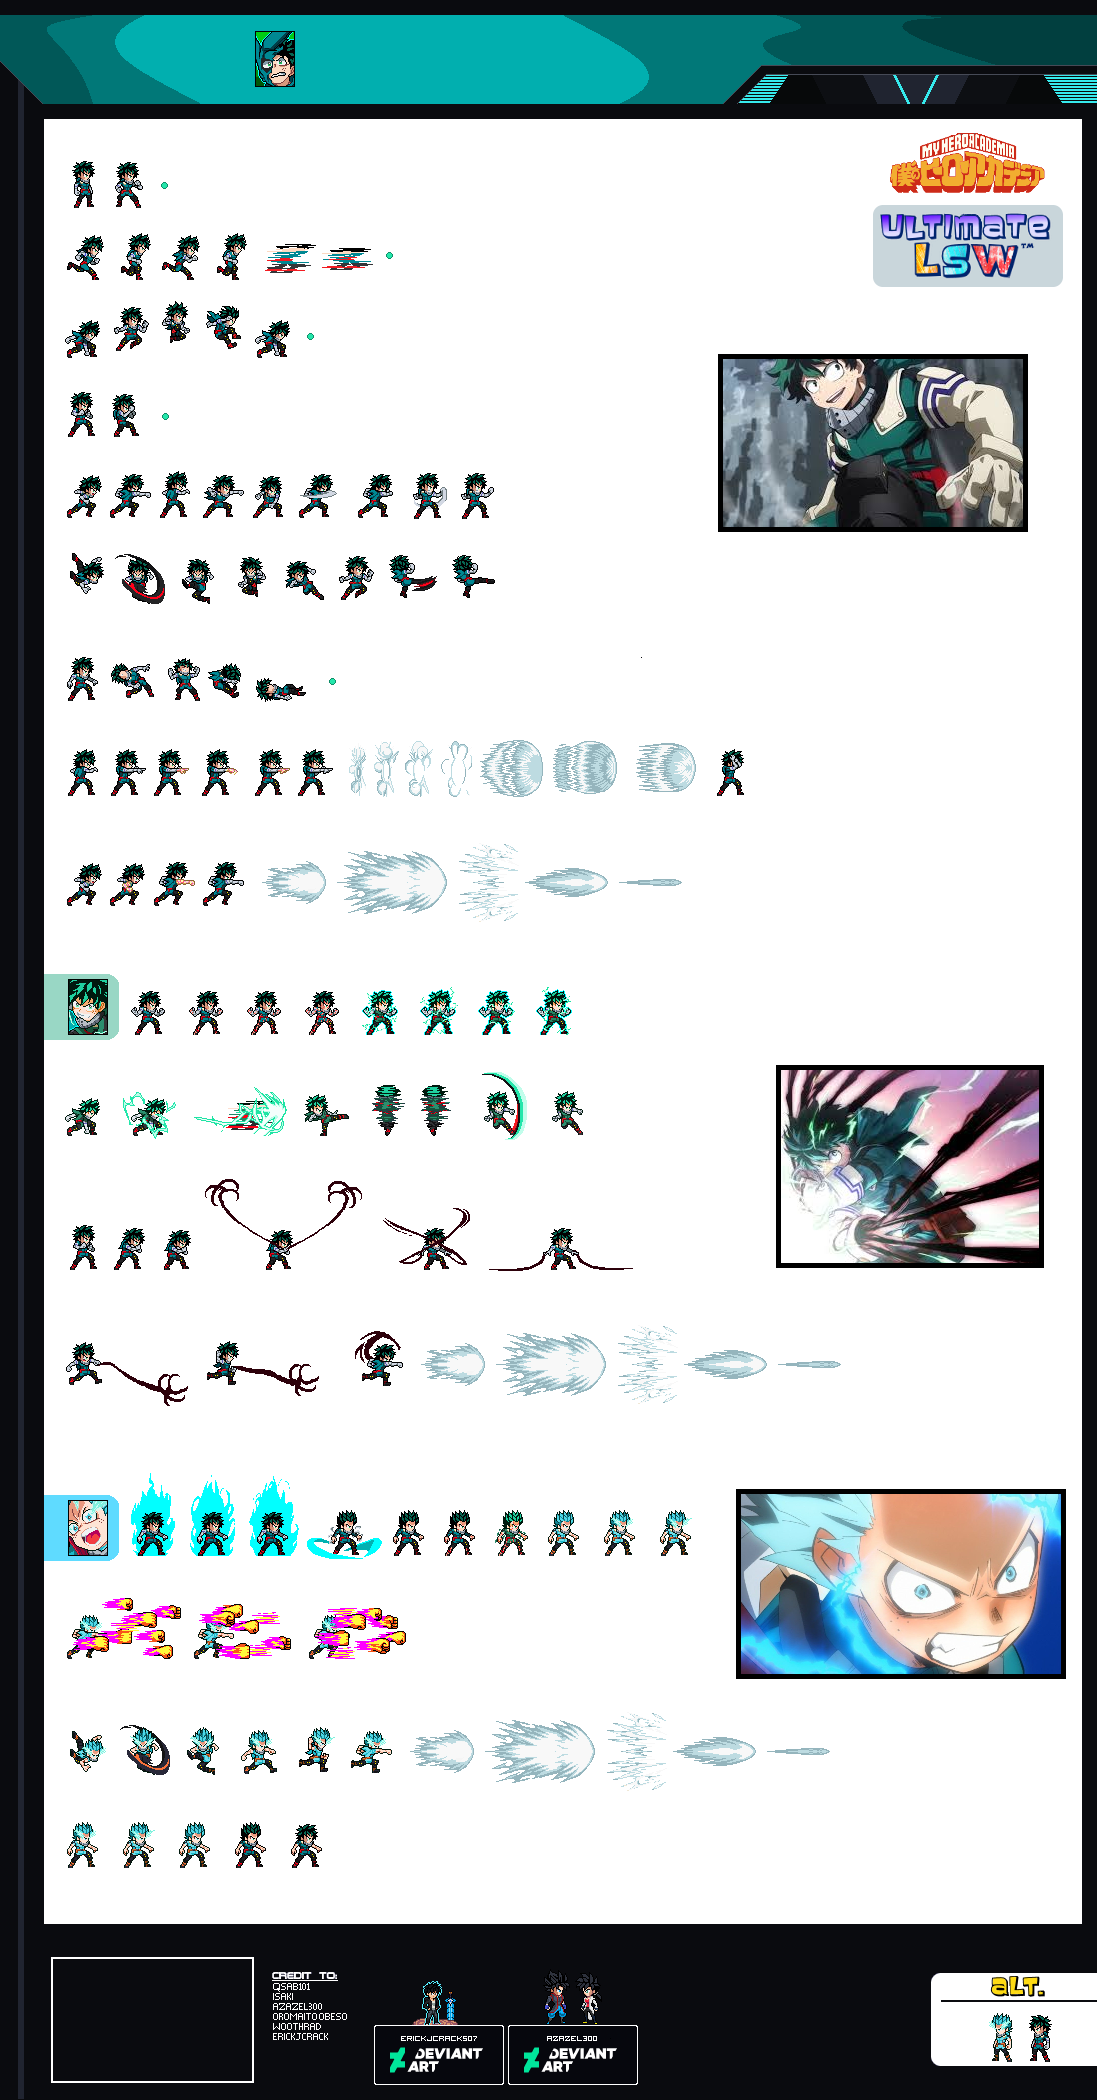 MY HERO ACADEMIA
僕のヒーローアカデミア
ULTIMATE
LSW™
CREDIT TO:
QSAB101
ISAKI
AZAZEL300
OROMAITOOBESO
WOOTHRAD
ERICKJCRACK
ERICKJCRACK507
DEVIANT
ART
AZAZEL300
DEVIANT
ART
ALT.